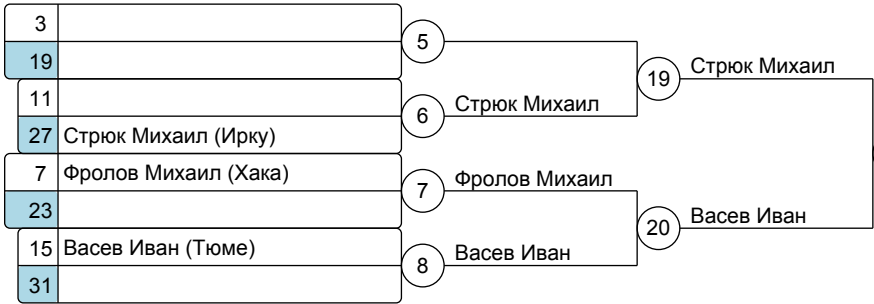 3
19
5
11
27 Стрюк Михаил (Ирку)
6 Стрюк Михаил
19 Стрюк Михаил
7 Фролов Михаил (Хака)
23
7 Фролов Михаил
15 Васев Иван (Тюме)
31
8 Васев Иван
20 Васев Иван